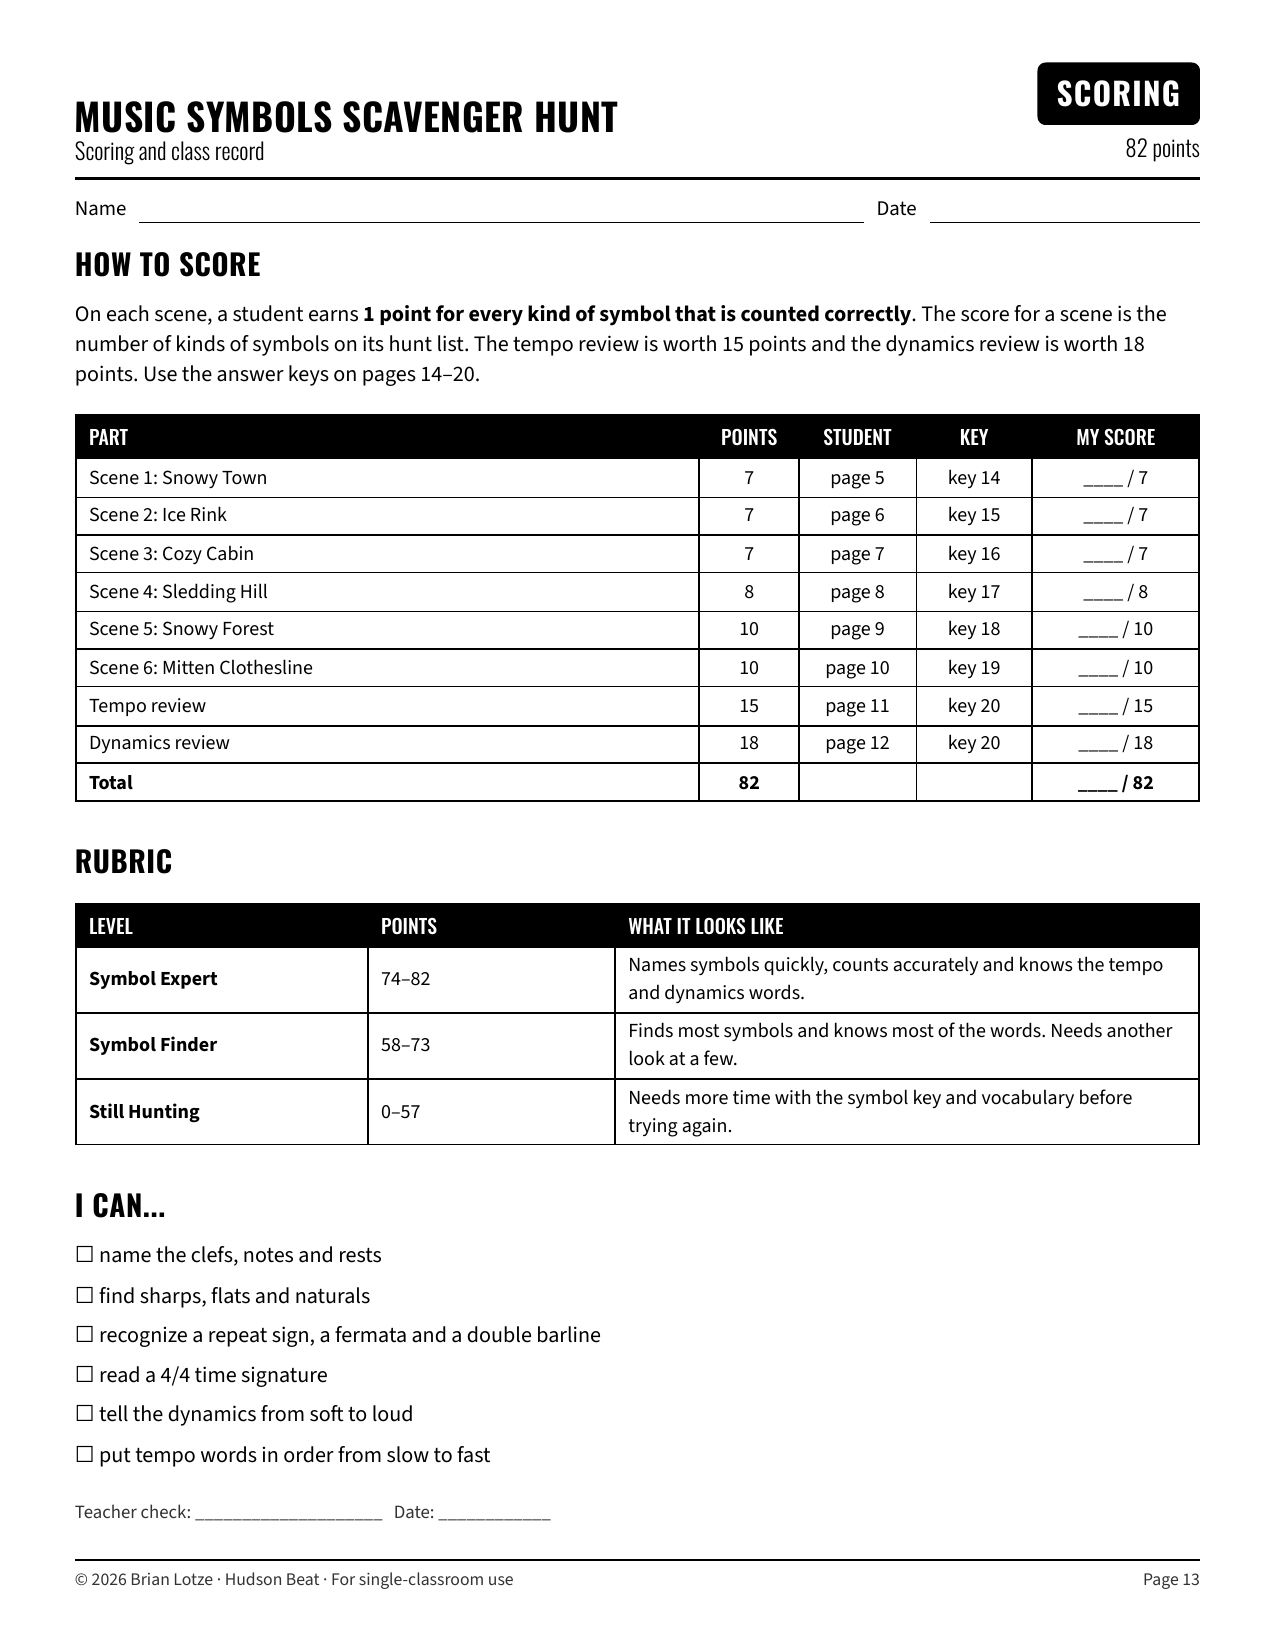 SCORING
MUSIC SYMBOLS SCAVENGER HUNT
Scoring and class record
82 points
Name
Date
HOW TO SCORE
On each scene, a student earns 1 point for every kind of symbol that is counted correctly. The score for a scene is the
number of kinds of symbols on its hunt list. The tempo review is worth 15 points and the dynamics review is worth 18
points. Use the answer keys on pages 14–20.
PART POINTS STUDENT KEY MY SCORE
Scene 1: Snowy Town 7 page 5 key 14 ____ / 7
Scene 2: Ice Rink 7 page 6 key 15 ____ / 7
Scene 3: Cozy Cabin 7 page 7 key 16 ____ / 7
Scene 4: Sledding Hill 8 page 8 key 17 ____ / 8
Scene 5: Snowy Forest 10 page 9 key 18 ____ / 10
Scene 6: Mitten Clothesline 10 page 10 key 19 ____ / 10
Tempo review 15 page 11 key 20 ____ / 15
Dynamics review 18 page 12 key 20 ____ / 18
Total 82 ____ / 82
RUBRIC
LEVEL POINTS WHAT IT LOOKS LIKE
Symbol Expert 74–82 Names symbols quickly, counts accurately and knows the tempo
and dynamics words.
Symbol Finder 58–73 Finds most symbols and knows most of the words. Needs another
look at a few.
Still Hunting 0–57 Needs more time with the symbol key and vocabulary before
trying again.
I CAN...
☐ name the clefs, notes and rests
☐ find sharps, flats and naturals
☐ recognize a repeat sign, a fermata and a double barline
☐ read a 4/4 time signature
☐ tell the dynamics from soft to loud
☐ put tempo words in order from slow to fast
Teacher check: ____________________ Date: ____________
© 2026 Brian Lotze · Hudson Beat · For single-classroom use
Page 13